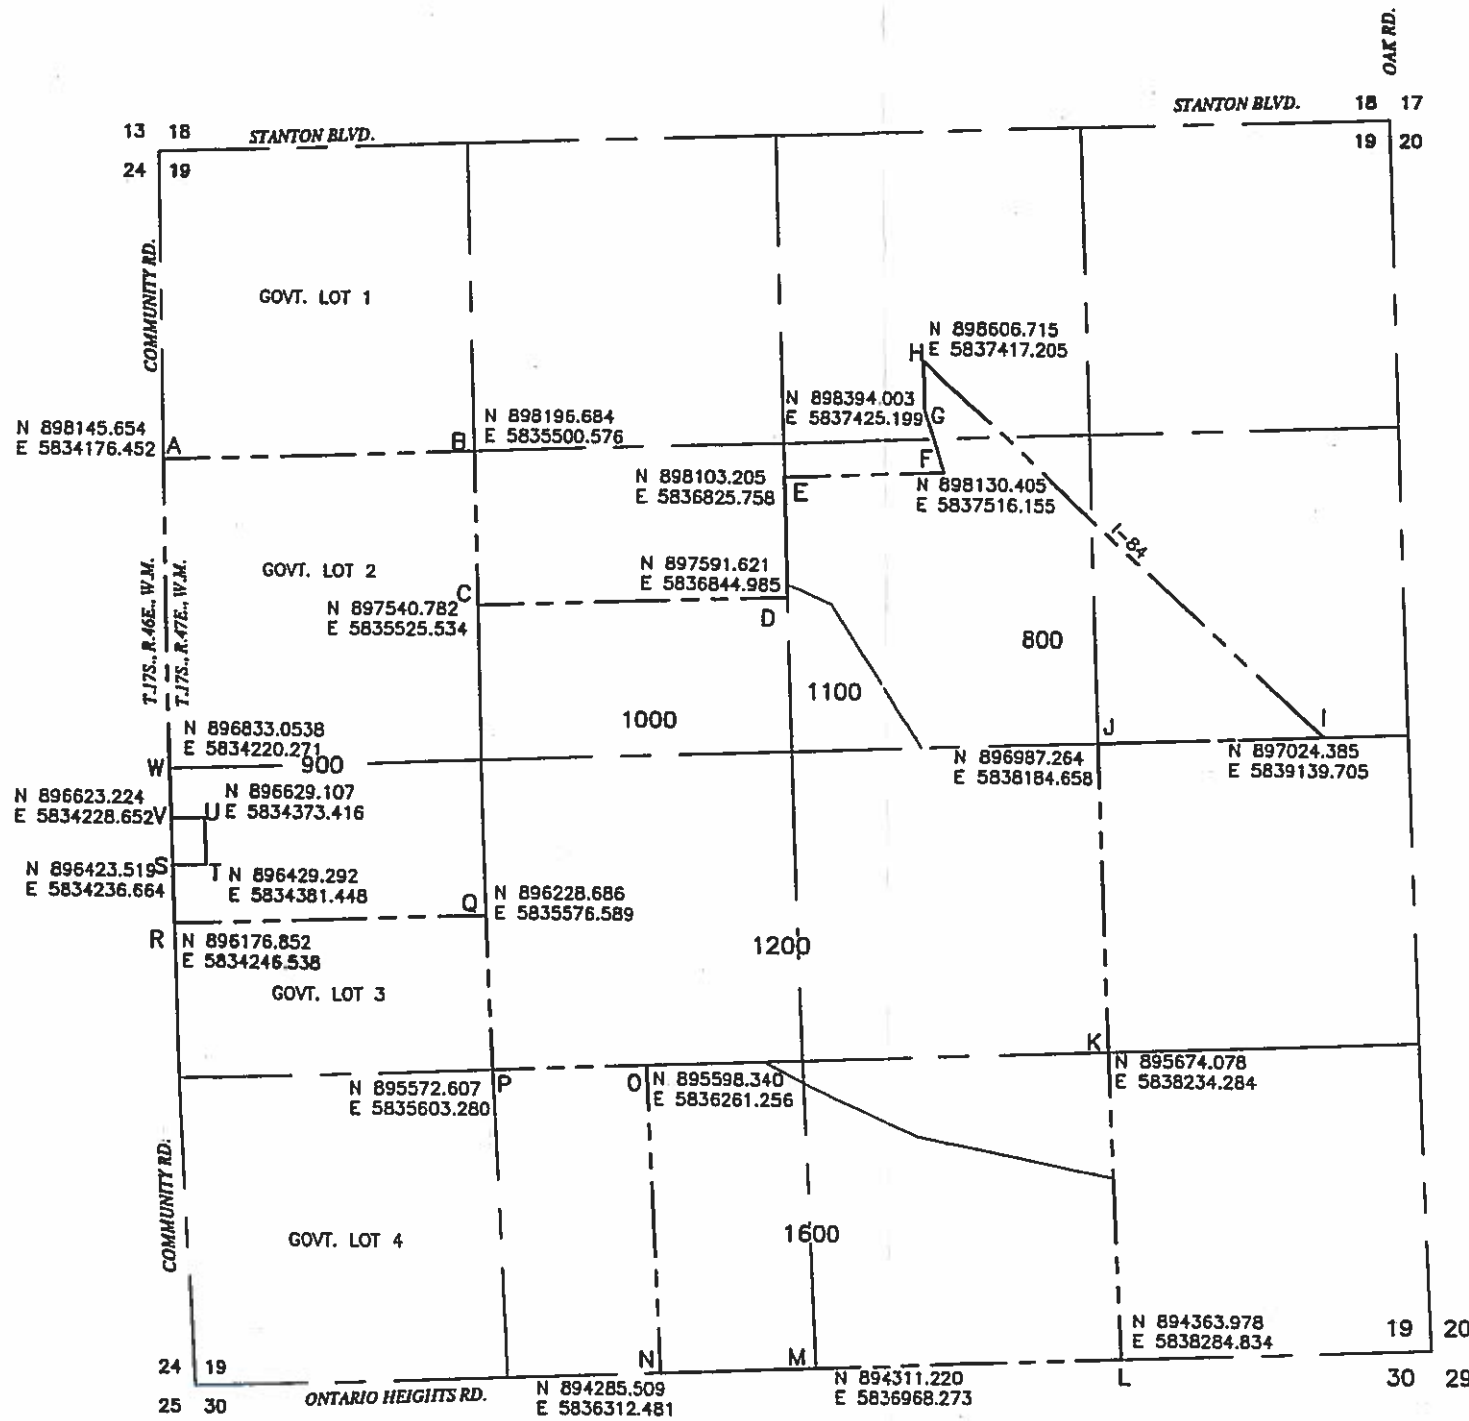 OAK RD.
STANTON BLVD.
18 17
13 18
STANTON BLVD.
19 20
24 19
COMMUNITY RD.
GOVT. LOT 1
N 898606.715
H E 5837417.205
N 898394.003
E 5837425.199 G
N 898196.684
B E 5835500.576
N 898145.654
E 5834176.452 A
F
N 898103.205
E 5836825.758 E
N 898130.405
E 5837516.155
I-84
T.17S., R.46E., W.M.
T.17S., R.47E., W.M.
GOVT. LOT 2
N 897591.621
E 5836844.985
C
N 897540.782
E 5835525.534
D
800
1100
1000
N 896833.0538
E 5834220.271
W 900
J
N 896987.264
E 5838184.658
I
N 897024.385
E 5839139.705
N 896623.224
E 5834228.652 V
N 896629.107
U E 5834373.416
N 896423.519 S
E 5834236.664
T N 896429.292
E 5834381.448
Q N 896228.686
E 5835576.589
R N 896176.852
E 5834246.538
1200
GOVT. LOT 3
K
N 895674.078
E 5838234.284
N 895572.607 P
E 5835603.280
O N 895598.340
E 5836261.256
COMMUNITY RD.
GOVT. LOT 4
1600
N 894363.978
E 5838284.834
19 20
24 19
N
M
L
30 29
25 30
ONTARIO HEIGHTS RD.
N 894285.509
E 5836312.481
N 894311.220
E 5836968.273